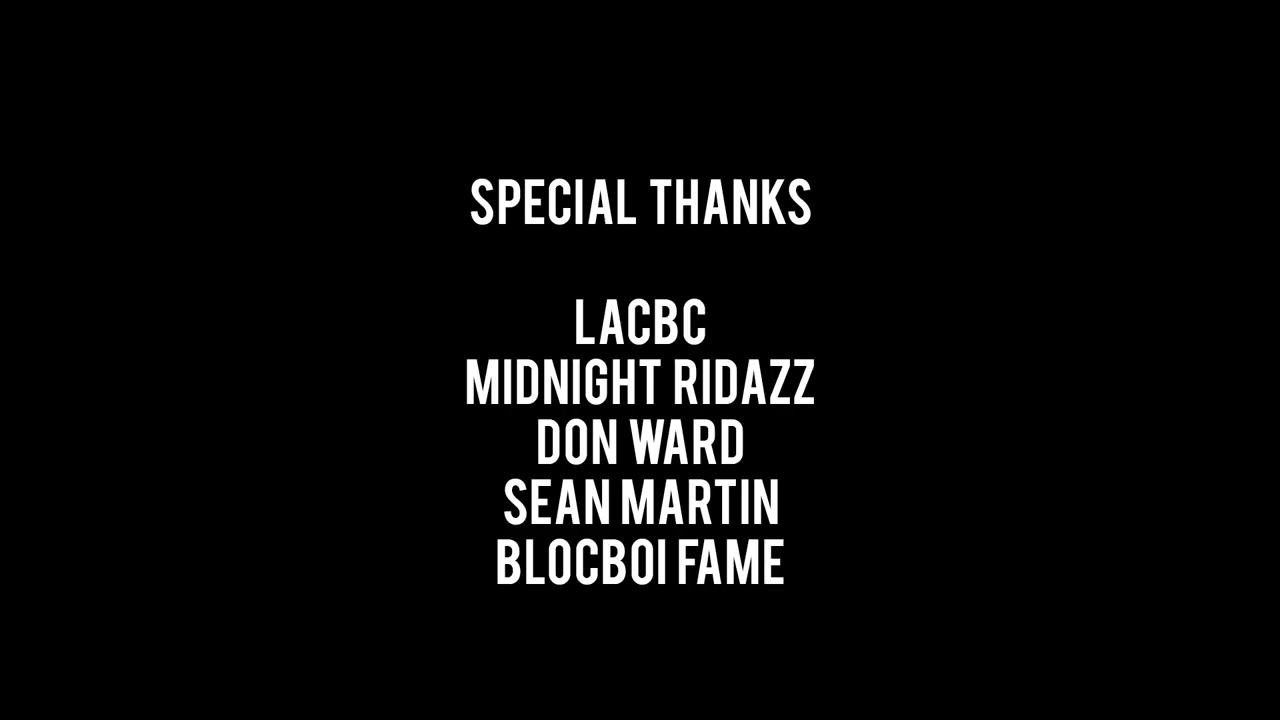 SPECIAL THANKS
LACBC
MIDNIGHT RIDAZZ
DON WARD
SEAN MARTIN
BLOCBOI FAME